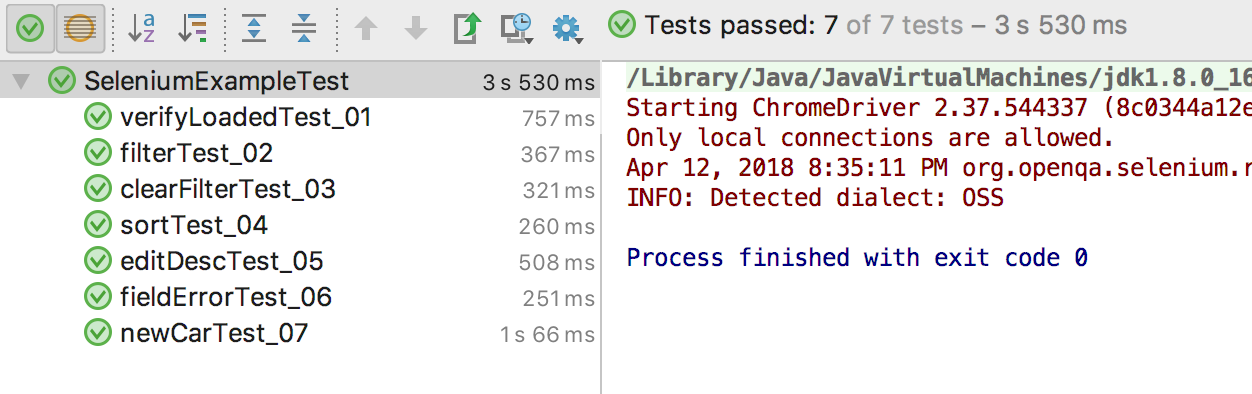 Tests passed: 7 of 7 tests – 3 s 530 ms
SeleniumExampleTest 3 s 530 ms
verifyLoadedTest_01 757 ms
filterTest_02 367 ms
clearFilterTest_03 321 ms
sortTest_04 260 ms
editDescTest_05 508 ms
fieldErrorTest_06 251 ms
newCarTest_07 1 s 66 ms
/Library/Java/JavaVirtualMachines/jdk1.8.0_16
Starting ChromeDriver 2.37.544337 (8c0344a12e
Only local connections are allowed.
Apr 12, 2018 8:35:11 PM org.openqa.selenium.r
INFO: Detected dialect: OSS
Process finished with exit code 0